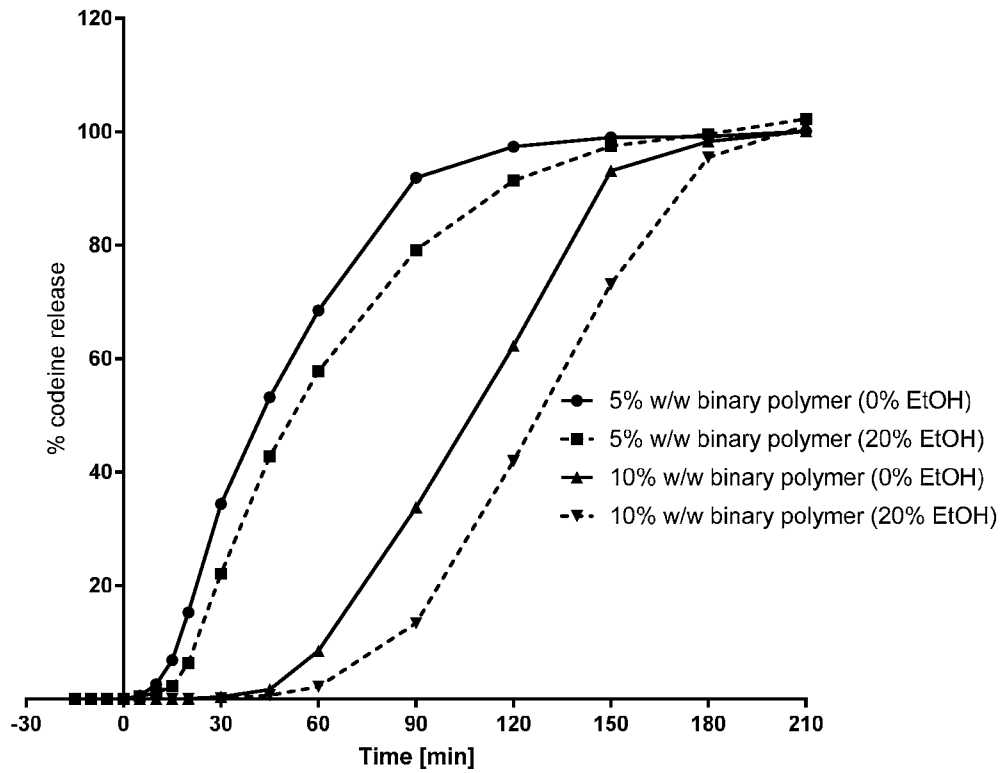 120
100
80
60
40
20
% codeine release
5% w/w binary polymer (0% EtOH)
5% w/w binary polymer (20% EtOH)
10% w/w binary polymer (0% EtOH)
10% w/w binary polymer (20% EtOH)
-30 0 30 60 90 120 150 180 210
Time [min]